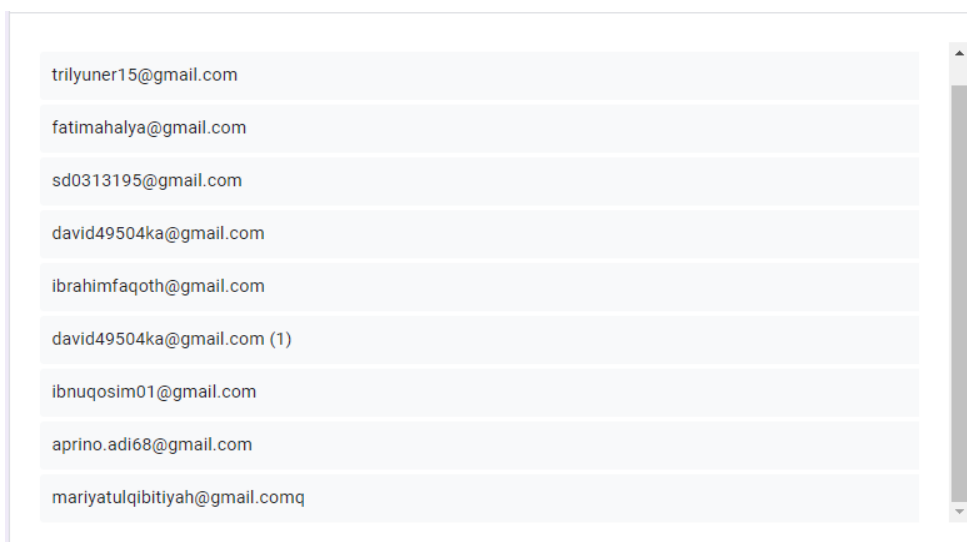 trilyuner15@gmail.com
fatimahalya@gmail.com
sd0313195@gmail.com
david49504ka@gmail.com
ibrahimfaqoth@gmail.com
david49504ka@gmail.com (1)
ibnuqosim01@gmail.com
aprino.adi68@gmail.com
mariyatulqibitiyah@gmail.comq